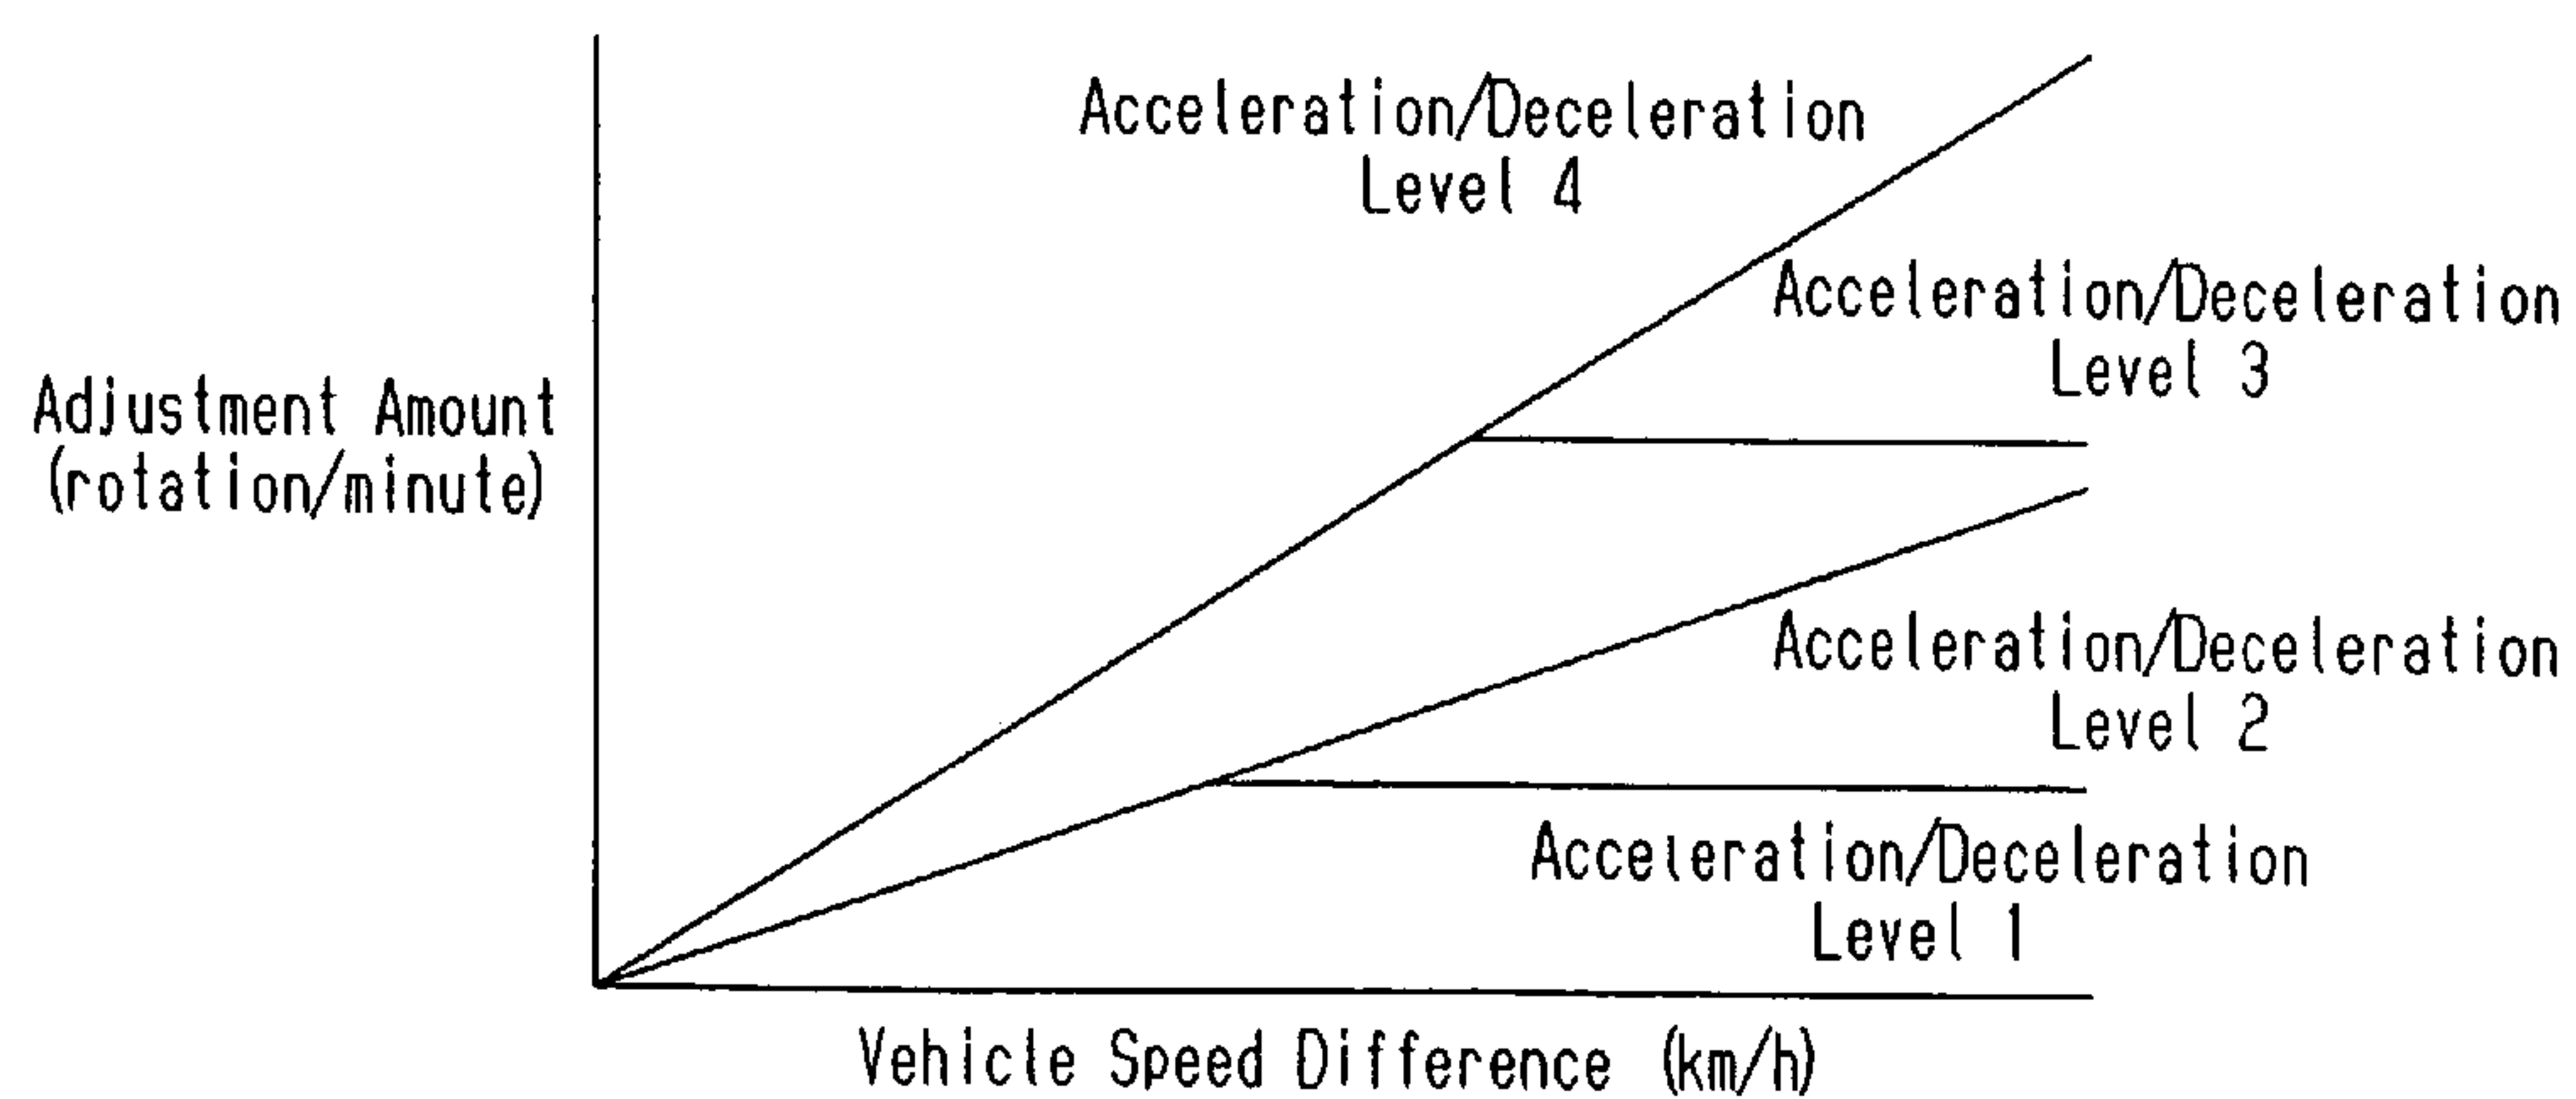 Acceleration/Deceleration
Level 4
Acceleration/Deceleration
Level 3
Adjustment Amount
(rotation/minute)
Acceleration/Deceleration
Level 2
Acceleration/Deceleration
Level 1
Vehicle Speed Difference (km/h)